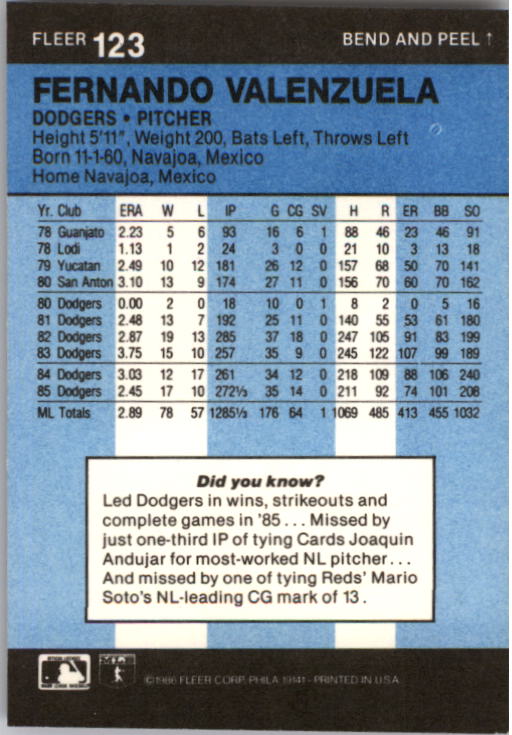 FLEER 123 BEND AND PEEL ↑
FERNANDO VALENZUELA
DODGERS • PITCHER
Height 5'11", Weight 200, Bats Left, Throws Left
Born 11-1-60, Navajoa, Mexico
Home Navajoa, Mexico
Yr. Club ERA W L IP G CG SV H R ER BB SO
78 Guanjato 2.23 5 6 93 16 6 1 88 46 23 46 91
78 Lodi 1.13 1 2 24 3 0 0 21 10 3 13 18
79 Yucatan 2.49 10 12 181 26 12 0 157 68 50 70 141
80 San Anton 3.10 13 9 174 27 11 0 156 70 60 70 162
80 Dodgers 0.00 2 0 18 10 0 1 8 2 0 5 16
81 Dodgers 2.48 13 7 192 25 11 0 140 55 53 61 180
82 Dodgers 2.87 19 13 285 37 18 0 247 105 91 83 199
83 Dodgers 3.75 15 10 257 35 9 0 245 122 107 99 189
84 Dodgers 3.03 12 17 261 34 12 0 218 109 88 106 240
85 Dodgers 2.45 17 10 272⅓ 35 14 0 211 92 74 101 208
ML Totals 2.89 78 57 1285⅓ 176 64 1 1069 485 413 455 1032
Did you know?
Led Dodgers in wins, strikeouts and
complete games in '85... Missed by
just one-third IP of tying Cards Joaquin
Andujar for most-worked NL pitcher...
And missed by one of tying Reds' Mario
Soto's NL-leading CG mark of 13.
©1986 FLEER CORP. PHILA 19141 - PRINTED IN U.S.A.